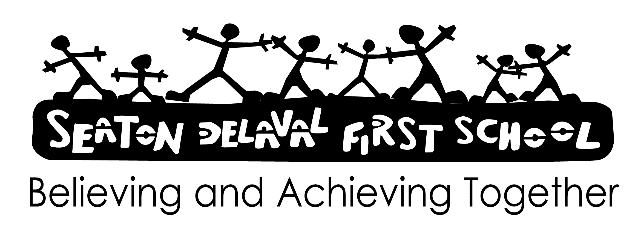 SEATON DELAVAL FIRST SCHOOL
Believing and Achieving Together